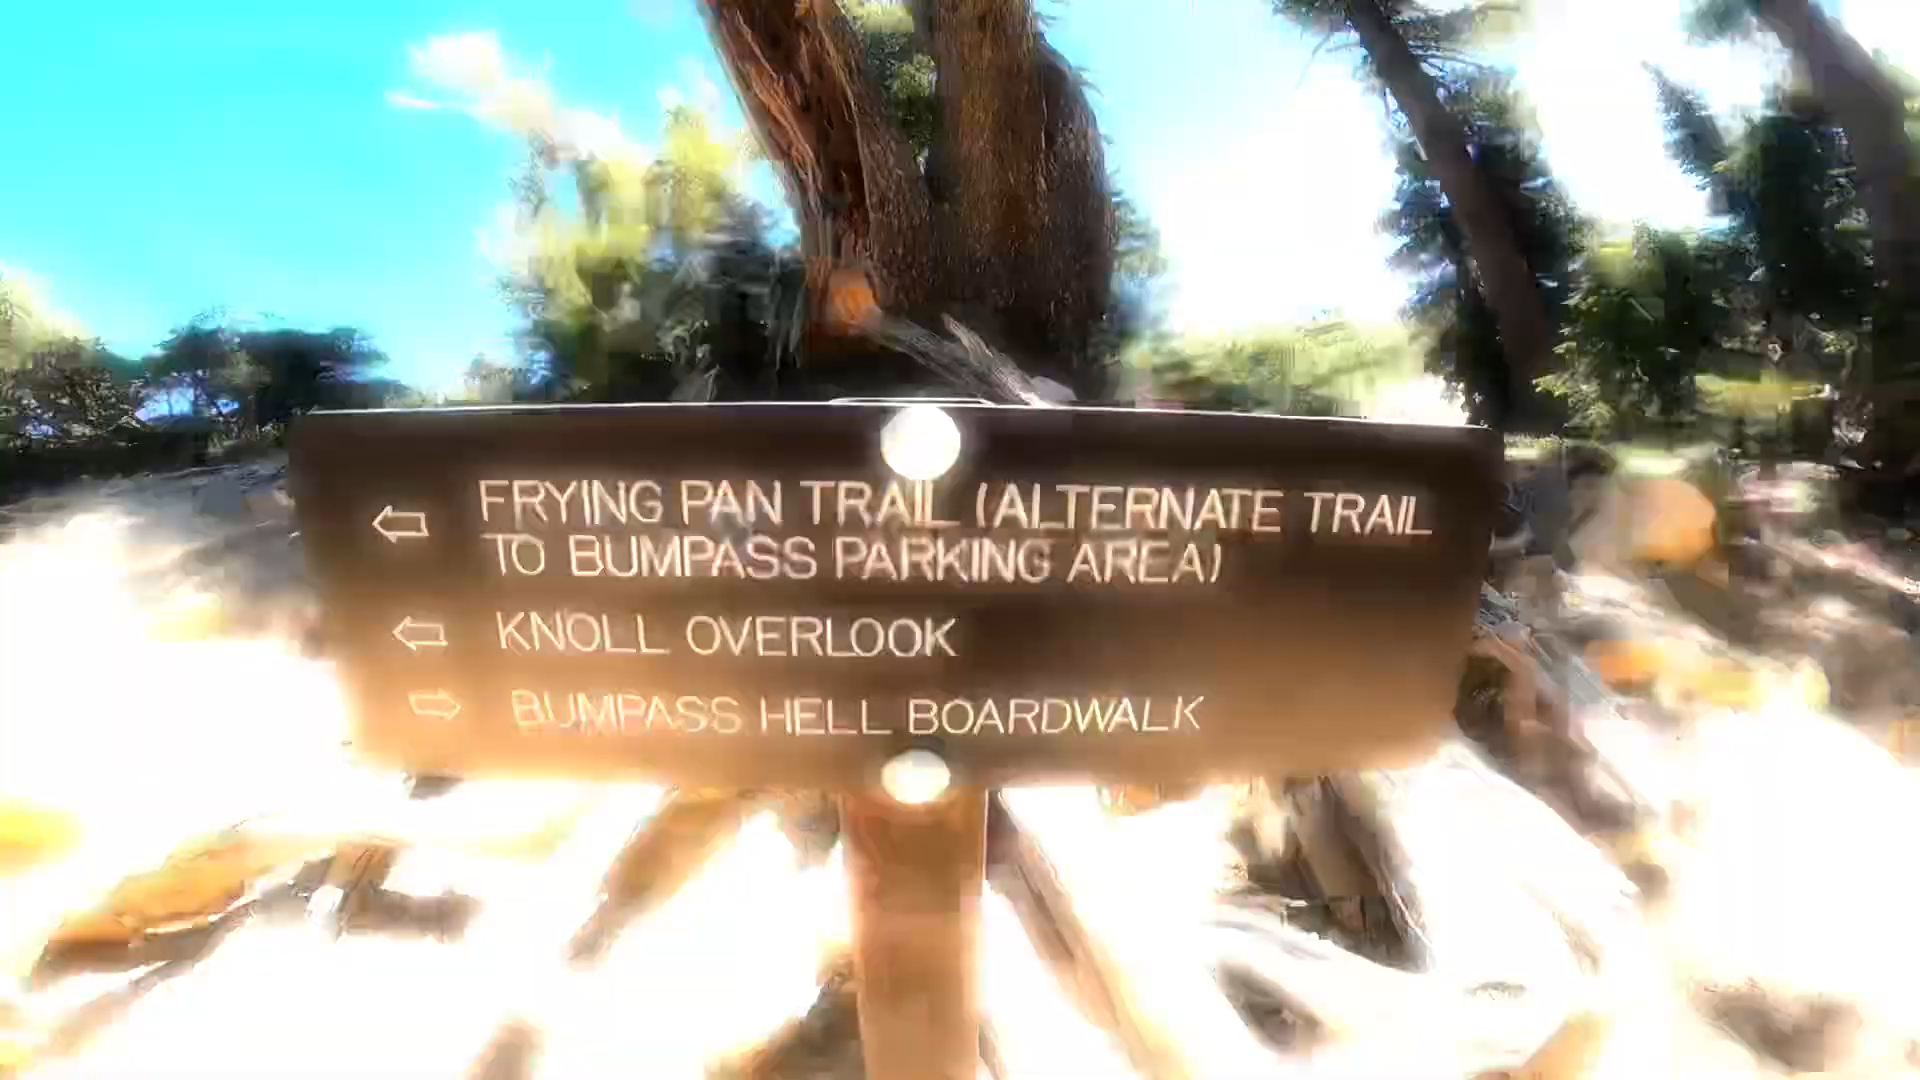 FRYING PAN TRAIL (ALTERNATE TRAIL
TO BUMPASS PARKING AREA)
KNOLL OVERLOOK
BUMPASS HELL BOARDWALK